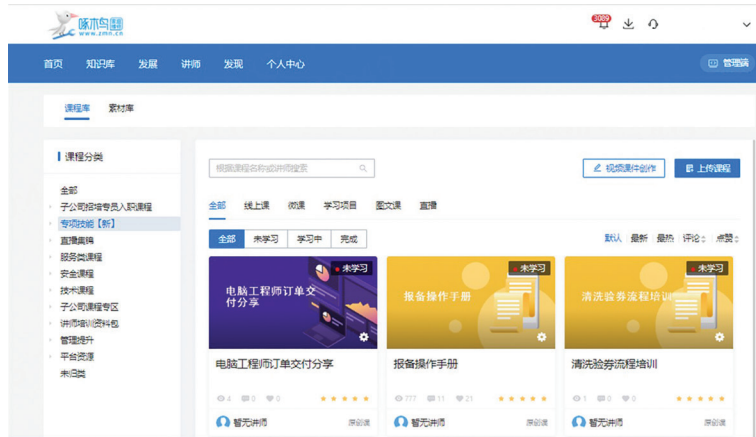 啄木鸟
www.zmn.cn
3089
首页 知识库 发展 讲师 发现 个人中心 管理端
课程库 素材库
课程分类
全部
子公司招培专员入职课程
专项技能【新】
直播集锦
服务类课程
安全课程
技术课程
子公司课程专区
讲师培训资料包
管理提升
平台资源
未归类
根据课程名称或讲师搜索
视频课件创作 上传课程
全部 线上课 微课 学习项目 图文课 直播
全部 未学习 学习中 完成
默认 最新 最热 评论 点赞
未学习 未学习 未学习
电脑工程师订单交
付分享
报备操作手册
清洗验券流程培训
电脑工程师订单交付分享 报备操作手册 清洗验券流程培训
4 0 0 777 11 21 1 0 0
暂无讲师 原创课 暂无讲师 原创课 暂无讲师 原创课